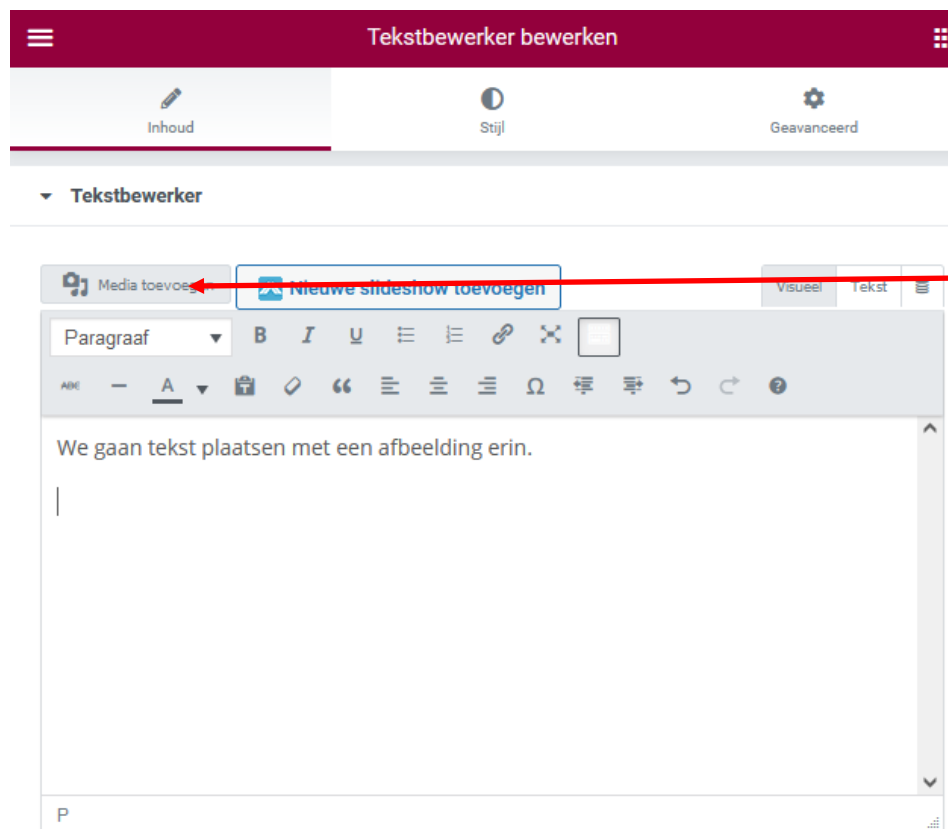 Tekstbewerker bewerken
Inhoud
Stijl
Geavanceerd
Tekstbewerker
Media toevoegen
Nieuwe slideshow toevoegen
Visueel
Tekst
Paragraaf
B I U
ABC
A
Ω
We gaan tekst plaatsen met een afbeelding erin.
P